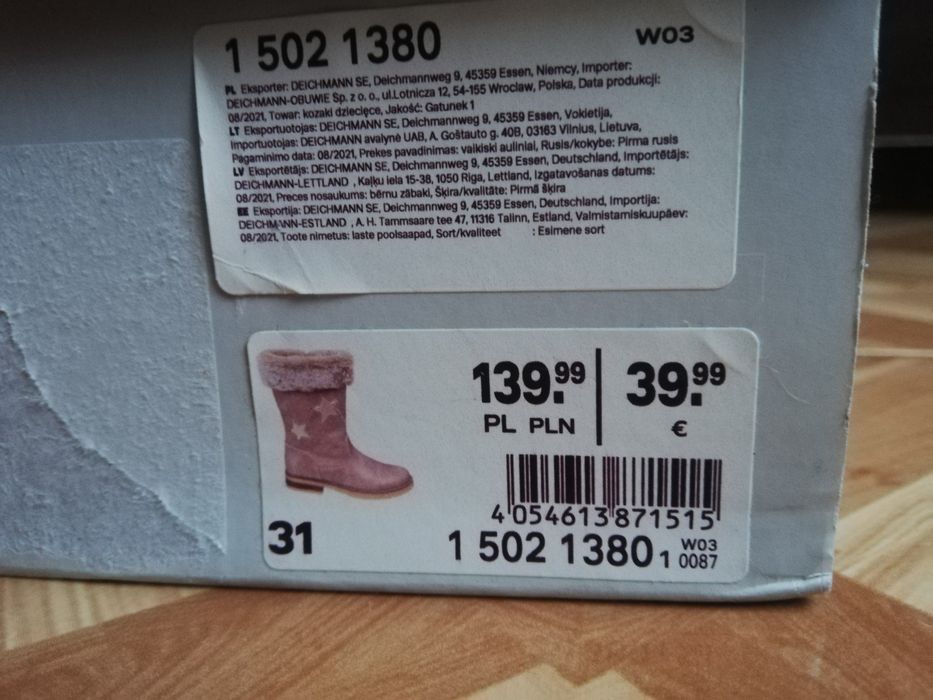 1 502 1380 W03
PL Eksporter: DEICHMANN SE, Deichmannweg 9, 45359 Essen, Niemcy, Importer:
DEICHMANN-OBUWIE Sp. z o. o., ul.Lotnicza 12, 54-155 Wrocław, Polska, Data produkcji:
08/2021, Towar: kozaki dziecięce, Jakość: Gatunek 1
LT Eksportuotojas: DEICHMANN SE, Deichmannweg 9, 45359 Essen, Vokietija,
Importuotojas: DEICHMANN avalynė UAB, A. Goštauto g. 40B, 03163 Vilnius, Lietuva,
Pagaminimo data: 08/2021, Prekes pavadinimas: vaikiski auliniai, Rusis/kokybe: Pirma rusis
LV Eksportētājs: DEICHMANN SE, Deichmannweg 9, 45359 Essen, Deutschland, Importētājs:
DEICHMANN-LETTLAND , Kaļķu iela 15-38, 1050 Riga, Lettland, Izgatavošanas datums:
08/2021, Preces nosaukums: bērnu zābaki, Šķira/kvalitāte: Pirmā šķira
EE Eksportija: DEICHMANN SE, Deichmannweg 9, 45359 Essen, Deutschland, Importija:
DEICHMANN-ESTLAND , A. H. Tammsaare tee 47, 11316 Talinn, Estland, Valmistamiskuupäev:
08/2021, Toote nimetus: laste poolsaapad, Sort/kvaliteet : Esimene sort
139.99 39.99
PL PLN €
4 054613 871515
31 1 502 1380 1 W03
0087